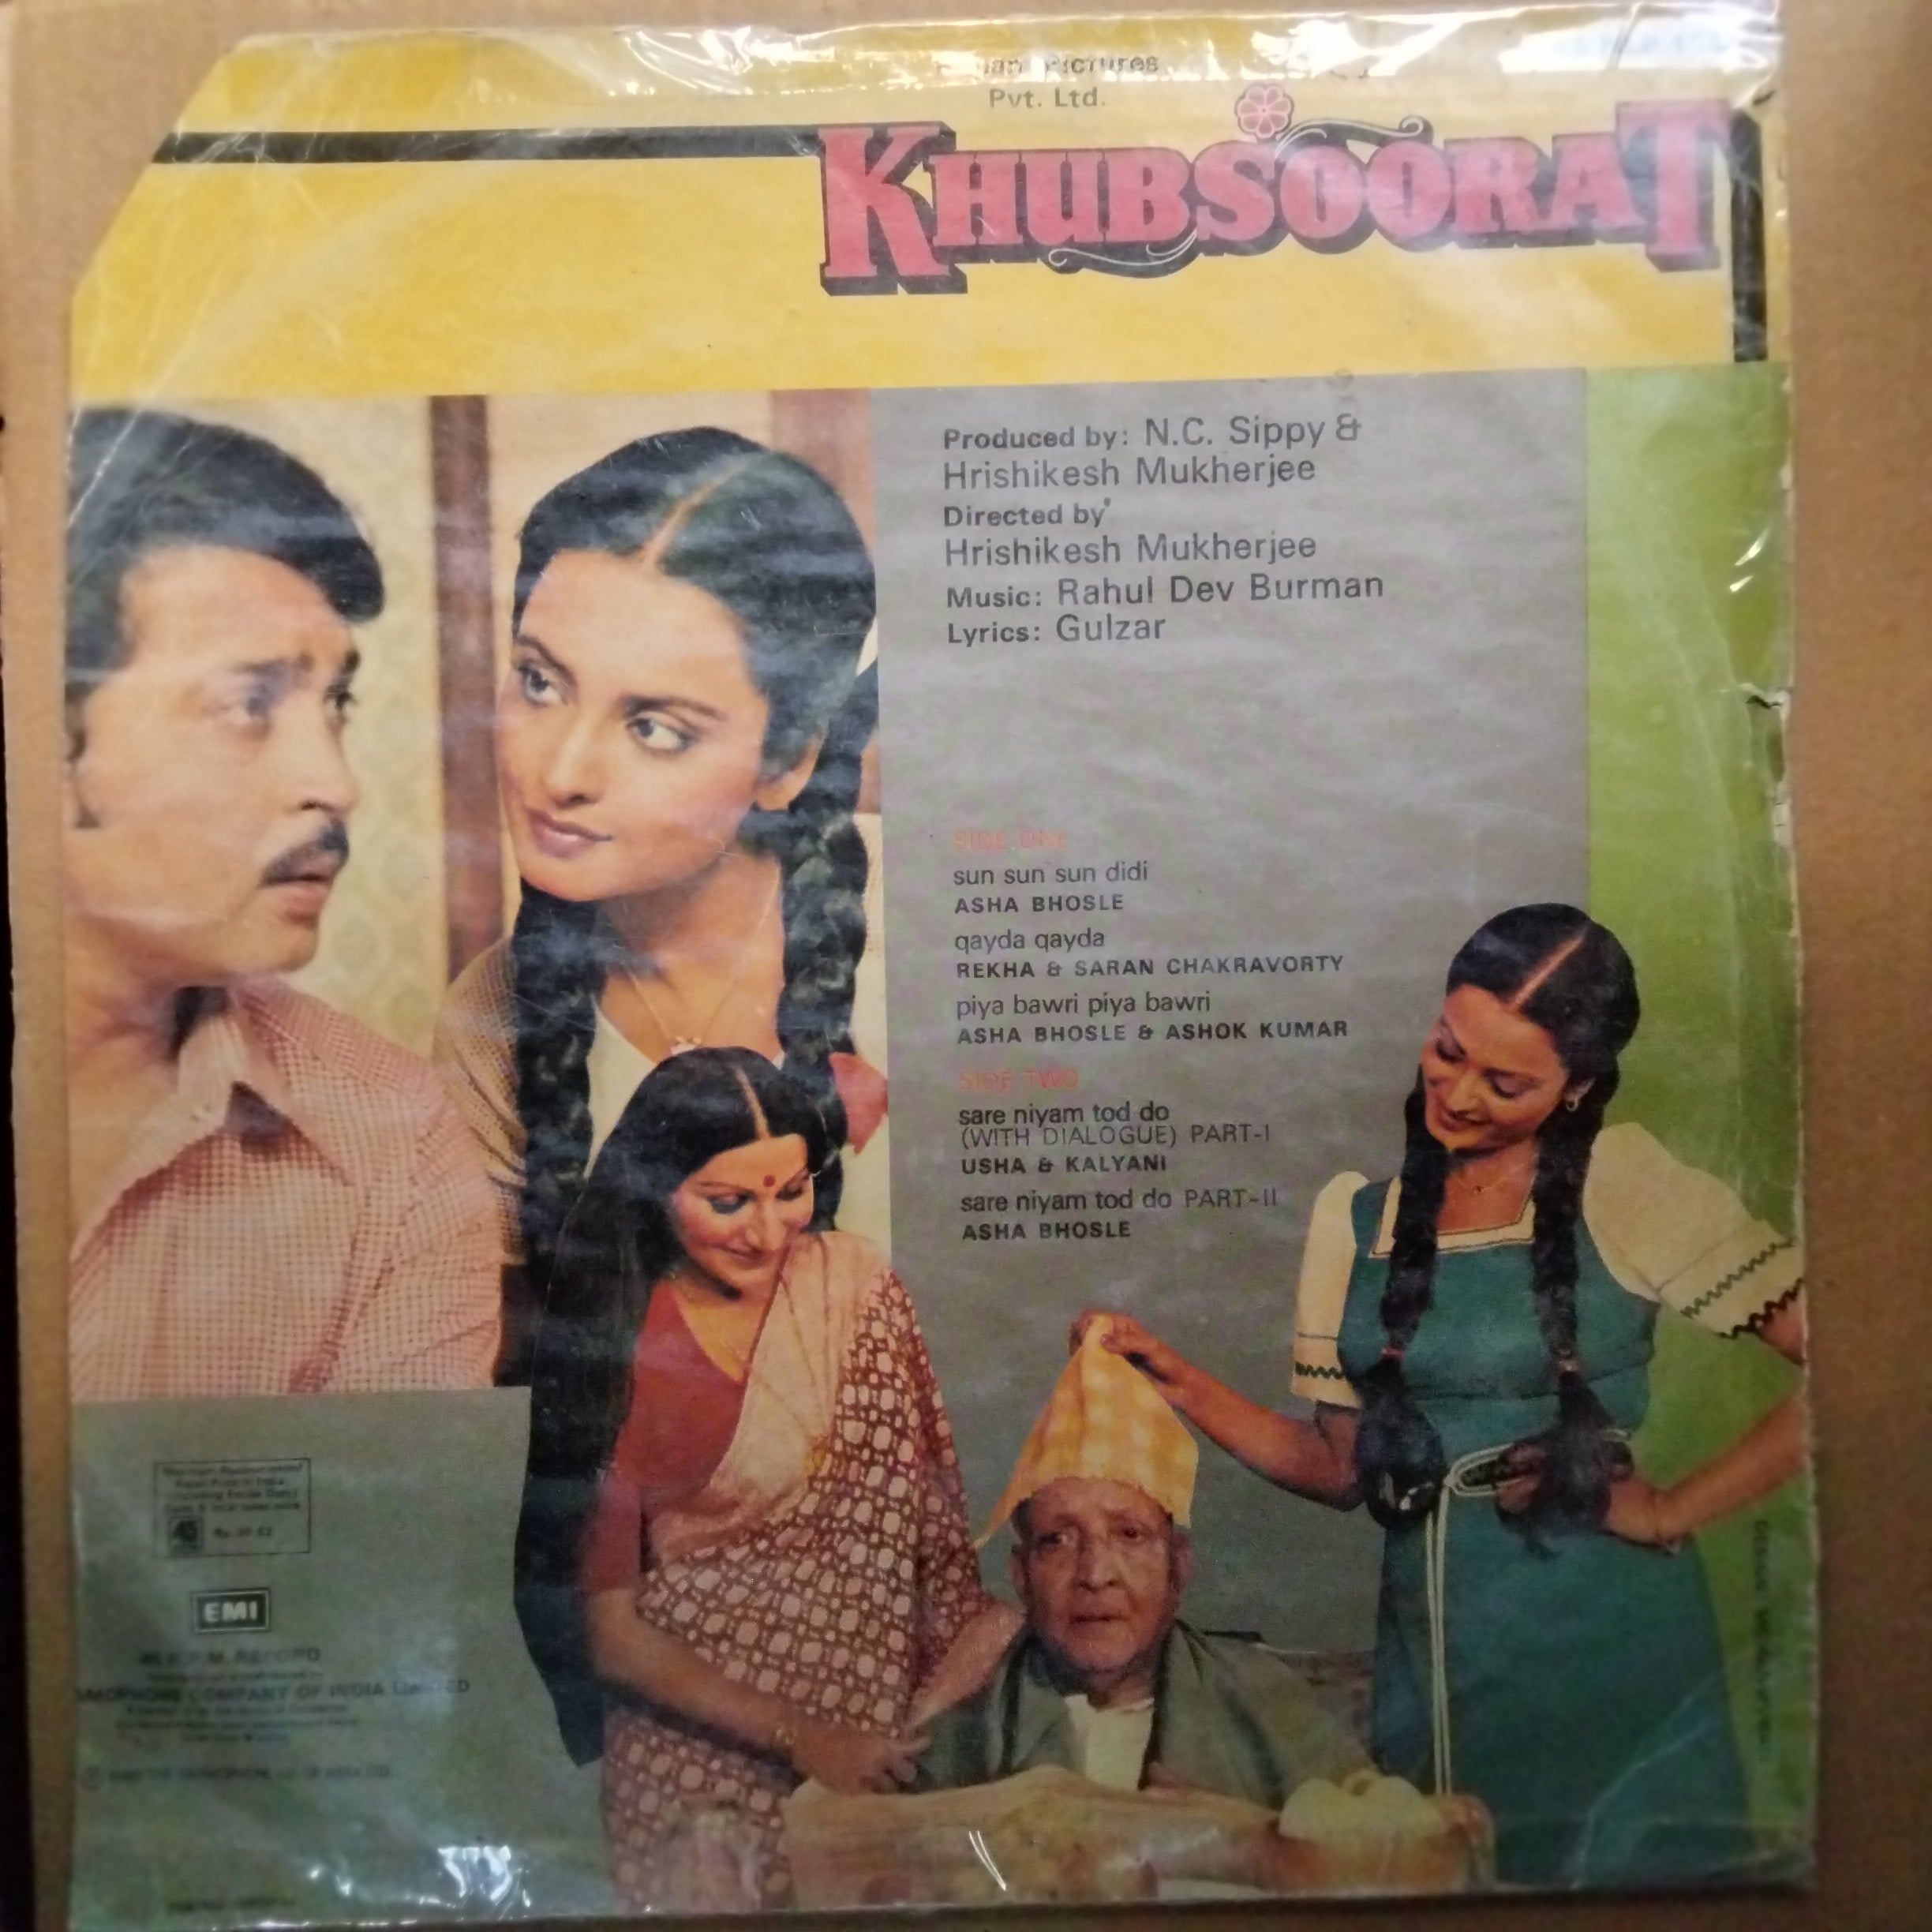 Pictures
Pvt. Ltd.
KHUBSOORAT
Produced by: N.C. Sippy &
Hrishikesh Mukherjee
Directed by
Hrishikesh Mukherjee
Music: Rahul Dev Burman
Lyrics: Gulzar
SIDE ONE
sun sun sun didi
ASHA BHOSLE
qayda qayda
REKHA & SARAN CHAKRAVORTY
piya bawri piya bawri
ASHA BHOSLE & ASHOK KUMAR
SIDE TWO
sare niyam tod do
(WITH DIALOGUE) PART-I
USHA & KALYANI
sare niyam tod do PART-II
ASHA BHOSLE
45
EMI
R.P.M. RECORD
COMPANY OF INDIA LIMITED